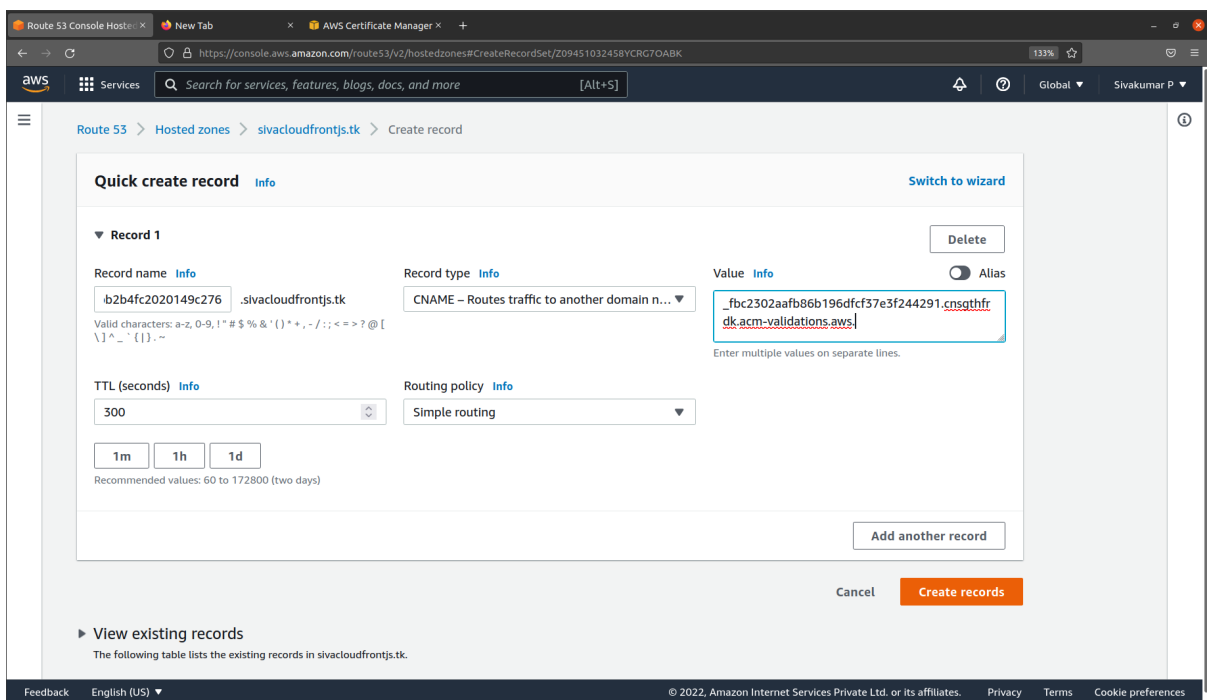 Route 53 Console Hosted
New Tab
AWS Certificate Manager
https://console.aws.amazon.com/route53/v2/hostedzones#CreateRecordSet/Z09451032458YCRG7OABK
133%
aws
Services
Search for services, features, blogs, docs, and more
[Alt+S]
Global
Sivakumar P
Route 53 > Hosted zones > sivacloudfrontjs.tk > Create record
Quick create record Info
Switch to wizard
Record 1
Delete
Record name Info
Record type Info
Value Info
Alias
b2b4fc2020149c276 .sivacloudfrontjs.tk
CNAME – Routes traffic to another domain n...
_fbc2302aafb86b196dfcf37e3f244291.cnsgthfr
dk.acm-validations.aws.
Valid characters: a-z, 0-9, ! " # $ % & ' ( ) * + , - / : ; < = > ? @ [
\ ] ^ _ ` { | } . ~
Enter multiple values on separate lines.
TTL (seconds) Info
Routing policy Info
300
Simple routing
1m
1h
1d
Recommended values: 60 to 172800 (two days)
Add another record
Cancel
Create records
View existing records
The following table lists the existing records in sivacloudfrontjs.tk.
Feedback
English (US)
© 2022, Amazon Internet Services Private Ltd. or its affiliates.
Privacy
Terms
Cookie preferences